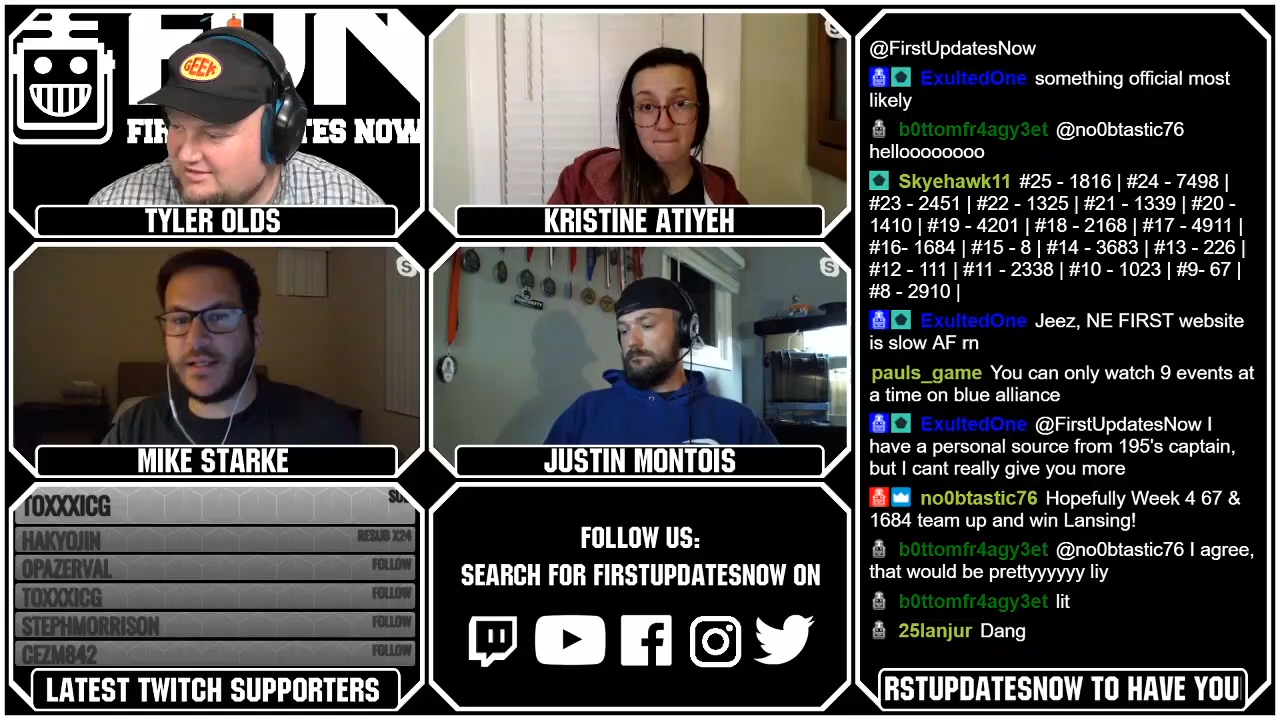 FUN
GEEK
TYLER OLDS
KRISTINE ATIYEH
MIKE STARKE
JUSTIN MONTOIS
TOXXXICG
HAKYOJIN RESUB X24
OPAZERVAL FOLLOW
TOXXXICG FOLLOW
STEPHMORRISON FOLLOW
CEZM842 FOLLOW
LATEST TWITCH SUPPORTERS
FOLLOW US:
SEARCH FOR FIRSTUPDATESNOW ON
@FirstUpdatesNow
ExultedOne something official most
likely
b0ttomfr4agy3et @no0btastic76
helloooooooo
Skyehawk11 #25 - 1816 | #24 - 7498 |
#23 - 2451 | #22 - 1325 | #21 - 1339 | #20 -
1410 | #19 - 4201 | #18 - 2168 | #17 - 4911 |
#16- 1684 | #15 - 8 | #14 - 3683 | #13 - 226 |
#12 - 111 | #11 - 2338 | #10 - 1023 | #9- 67 |
#8 - 2910 |
ExultedOne Jeez, NE FIRST website
is slow AF rn
pauls_game You can only watch 9 events at
a time on blue alliance
ExultedOne @FirstUpdatesNow I
have a personal source from 195's captain,
but I cant really give you more
no0btastic76 Hopefully Week 4 67 &
1684 team up and win Lansing!
b0ttomfr4agy3et @no0btastic76 I agree,
that would be prettyyyyyy liy
b0ttomfr4agy3et lit
25lanjur Dang
RSTUPDATESNOW TO HAVE YOU